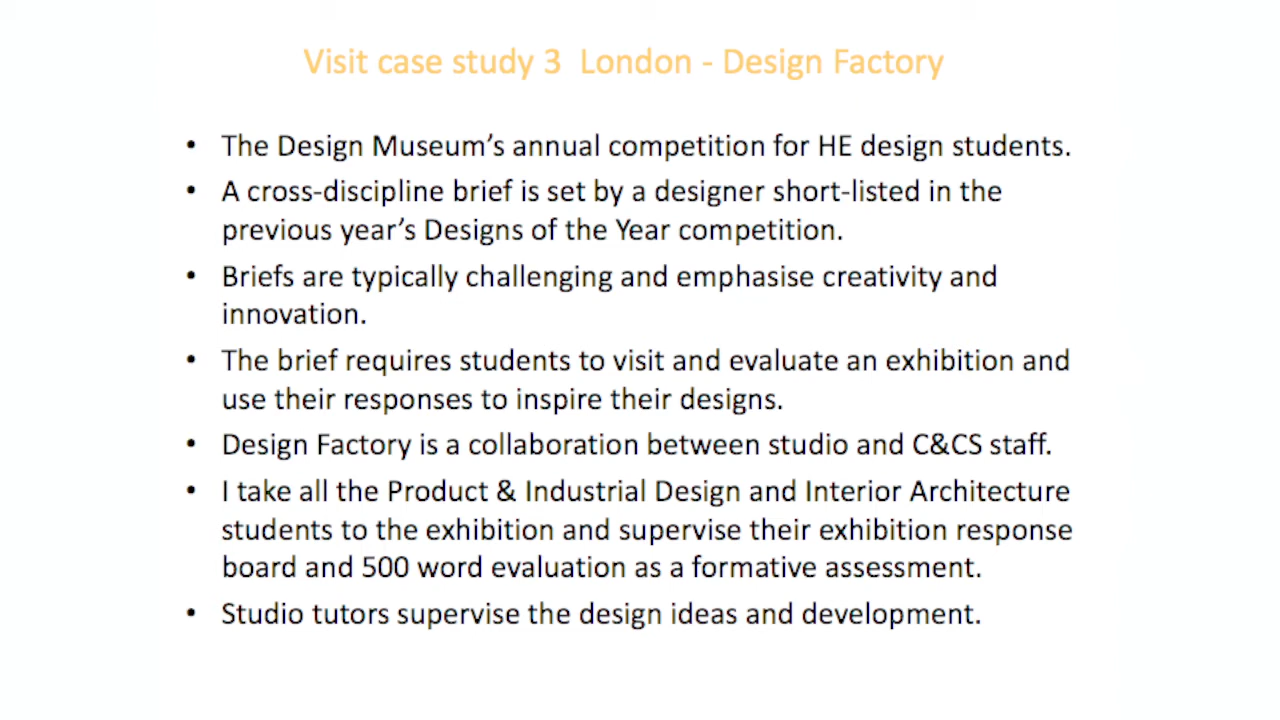 Visit case study 3  London - Design Factory
• The Design Museum’s annual competition for HE design students.
• A cross-discipline brief is set by a designer short-listed in the
previous year’s Designs of the Year competition.
• Briefs are typically challenging and emphasise creativity and
innovation.
• The brief requires students to visit and evaluate an exhibition and
use their responses to inspire their designs.
• Design Factory is a collaboration between studio and C&CS staff.
• I take all the Product & Industrial Design and Interior Architecture
students to the exhibition and supervise their exhibition response
board and 500 word evaluation as a formative assessment.
• Studio tutors supervise the design ideas and development.